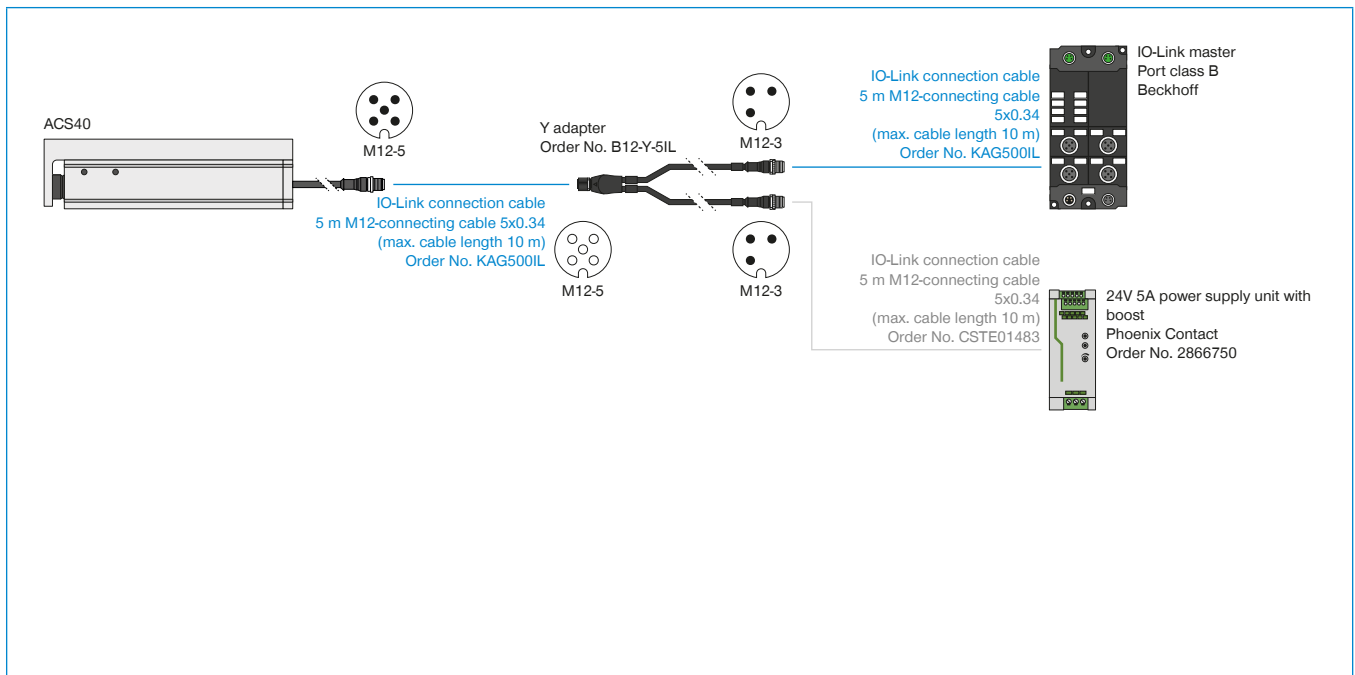 ACS40
M12-5
IO-Link connection cable
5 m M12-connecting cable 5x0.34
(max. cable length 10 m)
Order No. KAG500IL
Y adapter
Order No. B12-Y-5IL
M12-5
M12-3
M12-3
IO-Link connection cable
5 m M12-connecting cable
5x0.34
(max. cable length 10 m)
Order No. KAG500IL
IO-Link master
Port class B
Beckhoff
IO-Link connection cable
5 m M12-connecting cable
5x0.34
(max. cable length 10 m)
Order No. CSTE01483
24V 5A power supply unit with
boost
Phoenix Contact
Order No. 2866750